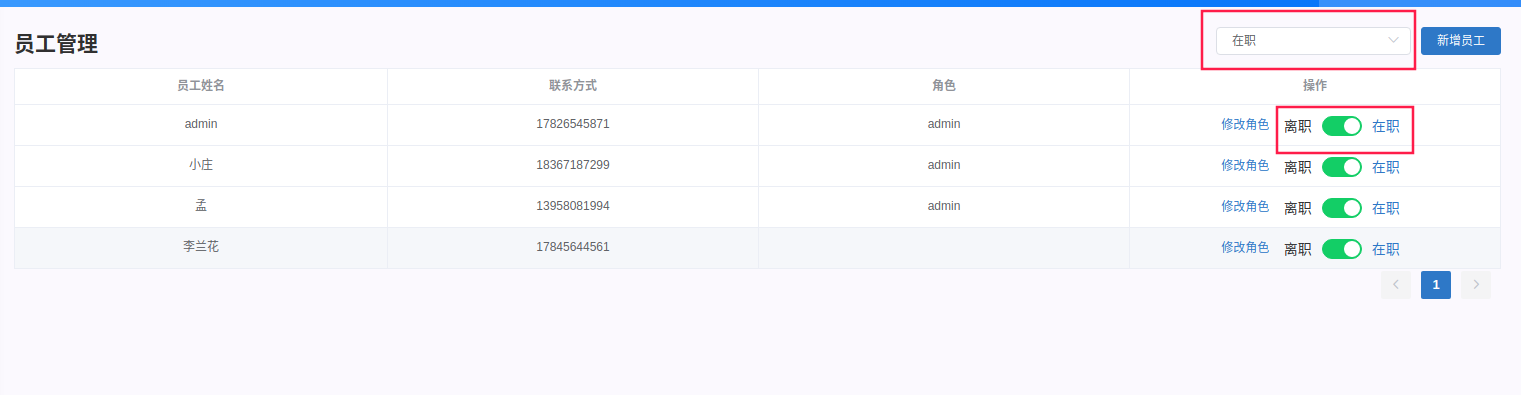 员工管理
在职 新增员工
员工姓名 联系方式 角色 操作
admin 17826545871 admin 修改角色 离职 在职
小庄 18367187299 admin 修改角色 离职 在职
孟 13958081994 admin 修改角色 离职 在职
李兰花 17845644561 修改角色 离职 在职
1